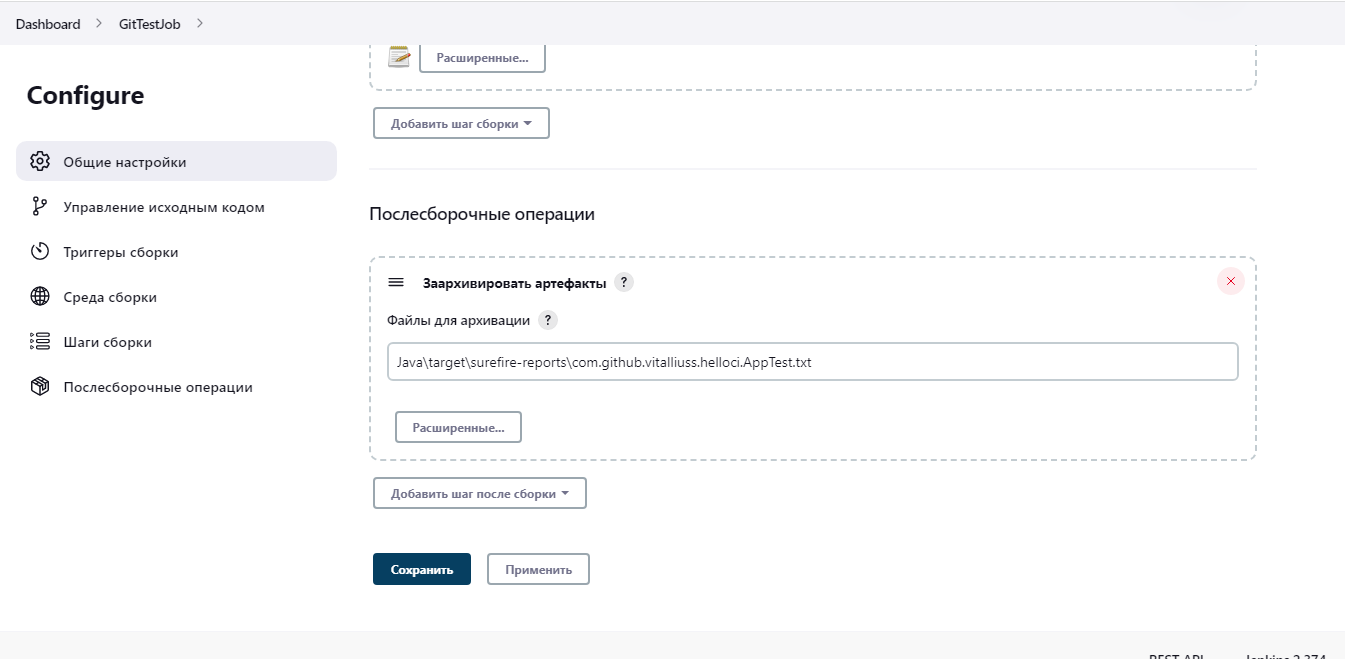 Dashboard > GitTestJob >
Configure
Общие настройки
Управление исходным кодом
Триггеры сборки
Среда сборки
Шаги сборки
Послесборочные операции
Расширенные...
Добавить шаг сборки
Послесборочные операции
Заархивировать артефакты ?
Файлы для архивации ?
Java\target\surefire-reports\com.github.vitalliuss.helloci.AppTest.txt
Расширенные...
Добавить шаг после сборки
Сохранить Применить
REST API Jenkins 2.374